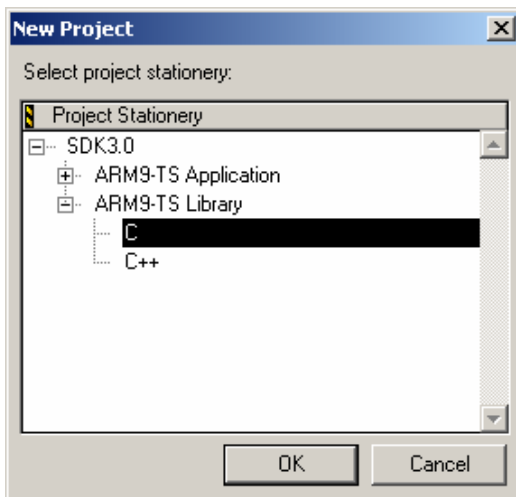 New Project
Select project stationery:
Project Stationery
SDK3.0
ARM9-TS Application
ARM9-TS Library
C
C++
OK Cancel